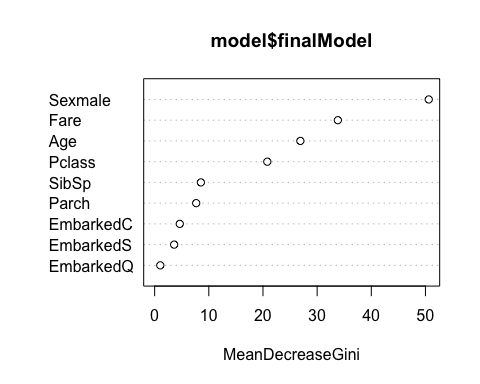 model$finalModel
Sexmale
Fare
Age
Pclass
SibSp
Parch
EmbarkedC
EmbarkedS
EmbarkedQ
0 10 20 30 40 50
MeanDecreaseGini